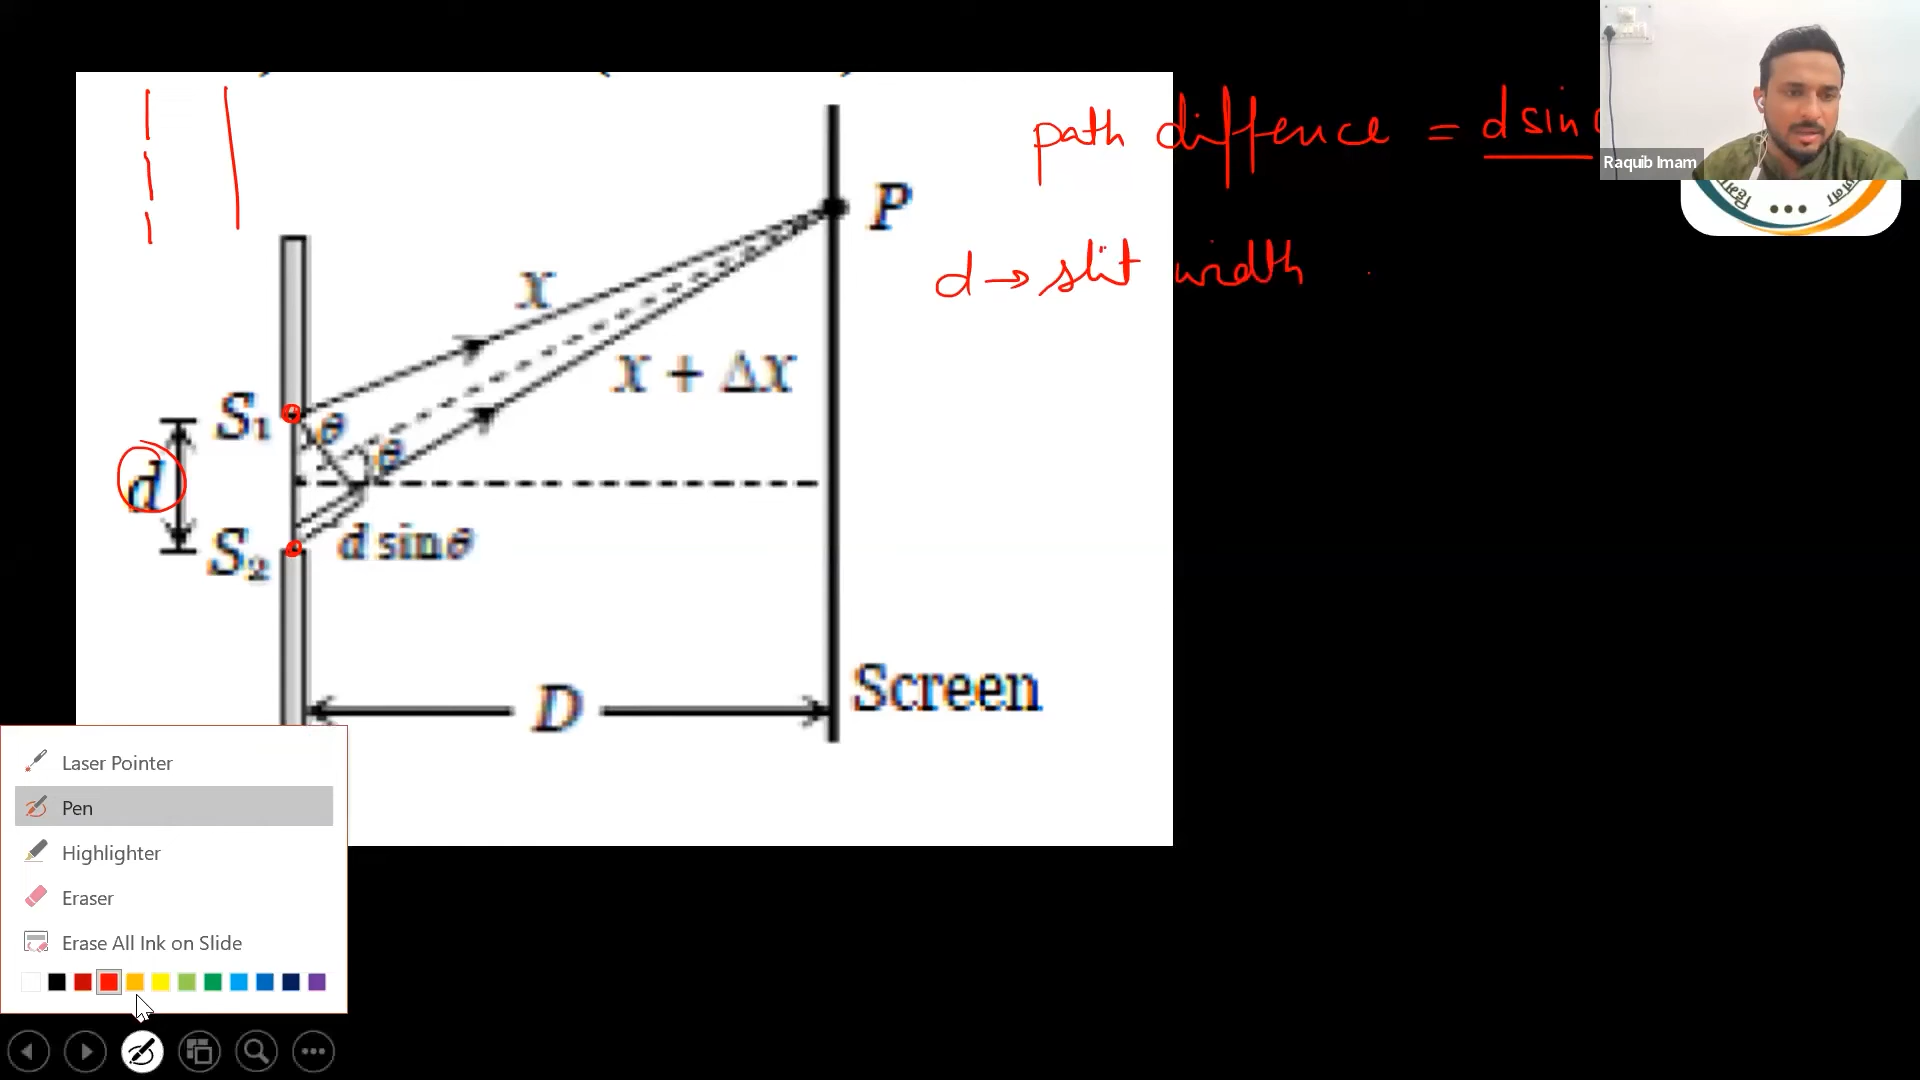 path diffence = d sin
Raquib Imam
P
d → slit width
x
x + Δx
S₁
θ
θ
d
S₂
d sinθ
Screen
D
Laser Pointer
Pen
Highlighter
Eraser
Erase All Ink on Slide